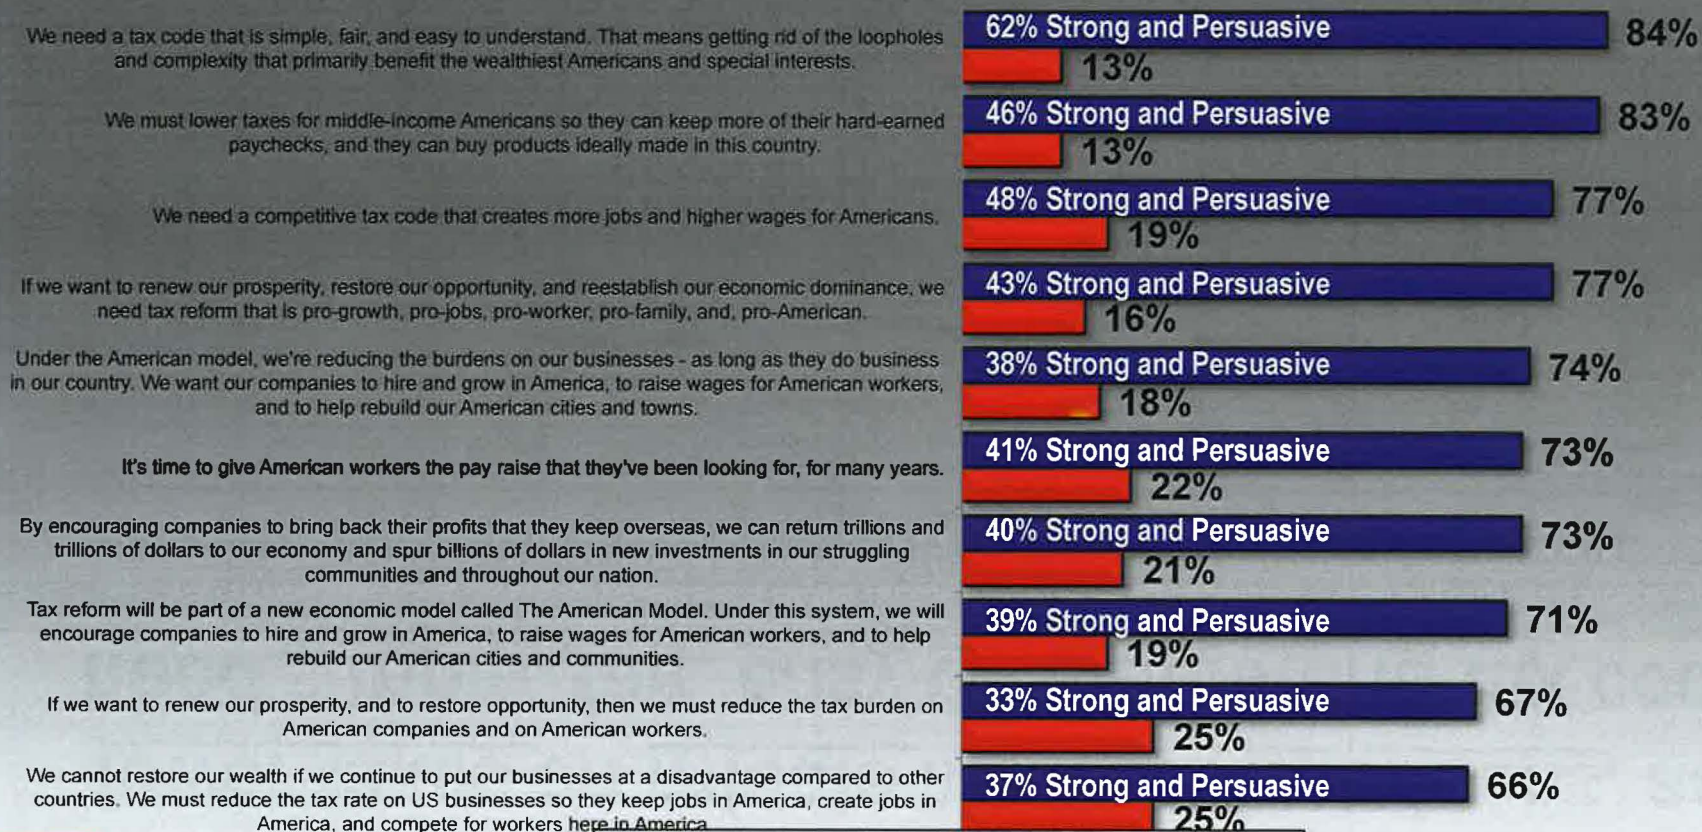 We need a tax code that is simple, fair, and easy to understand. That means getting rid of the loopholes
and complexity that primarily benefit the wealthiest Americans and special interests.
62% Strong and Persuasive
84%
13%
We must lower taxes for middle-income Americans so they can keep more of their hard-earned
paychecks, and they can buy products ideally made in this country.
46% Strong and Persuasive
83%
13%
We need a competitive tax code that creates more jobs and higher wages for Americans.
48% Strong and Persuasive
77%
19%
If we want to renew our prosperity, restore our opportunity, and reestablish our economic dominance, we
need tax reform that is pro-growth, pro-jobs, pro-worker, pro-family, and, pro-American.
43% Strong and Persuasive
77%
16%
Under the American model, we're reducing the burdens on our businesses - as long as they do business
in our country. We want our companies to hire and grow in America, to raise wages for American workers,
and to help rebuild our American cities and towns.
38% Strong and Persuasive
74%
18%
It's time to give American workers the pay raise that they've been looking for, for many years.
41% Strong and Persuasive
73%
22%
By encouraging companies to bring back their profits that they keep overseas, we can return trillions and
trillions of dollars to our economy and spur billions of dollars in new investments in our struggling
communities and throughout our nation.
40% Strong and Persuasive
73%
21%
Tax reform will be part of a new economic model called The American Model. Under this system, we will
encourage companies to hire and grow in America, to raise wages for American workers, and to help
rebuild our American cities and communities.
39% Strong and Persuasive
71%
19%
If we want to renew our prosperity, and to restore opportunity, then we must reduce the tax burden on
American companies and on American workers.
33% Strong and Persuasive
67%
25%
We cannot restore our wealth if we continue to put our businesses at a disadvantage compared to other
countries. We must reduce the tax rate on US businesses so they keep jobs in America, create jobs in
America, and compete for workers here in America
37% Strong and Persuasive
66%
25%